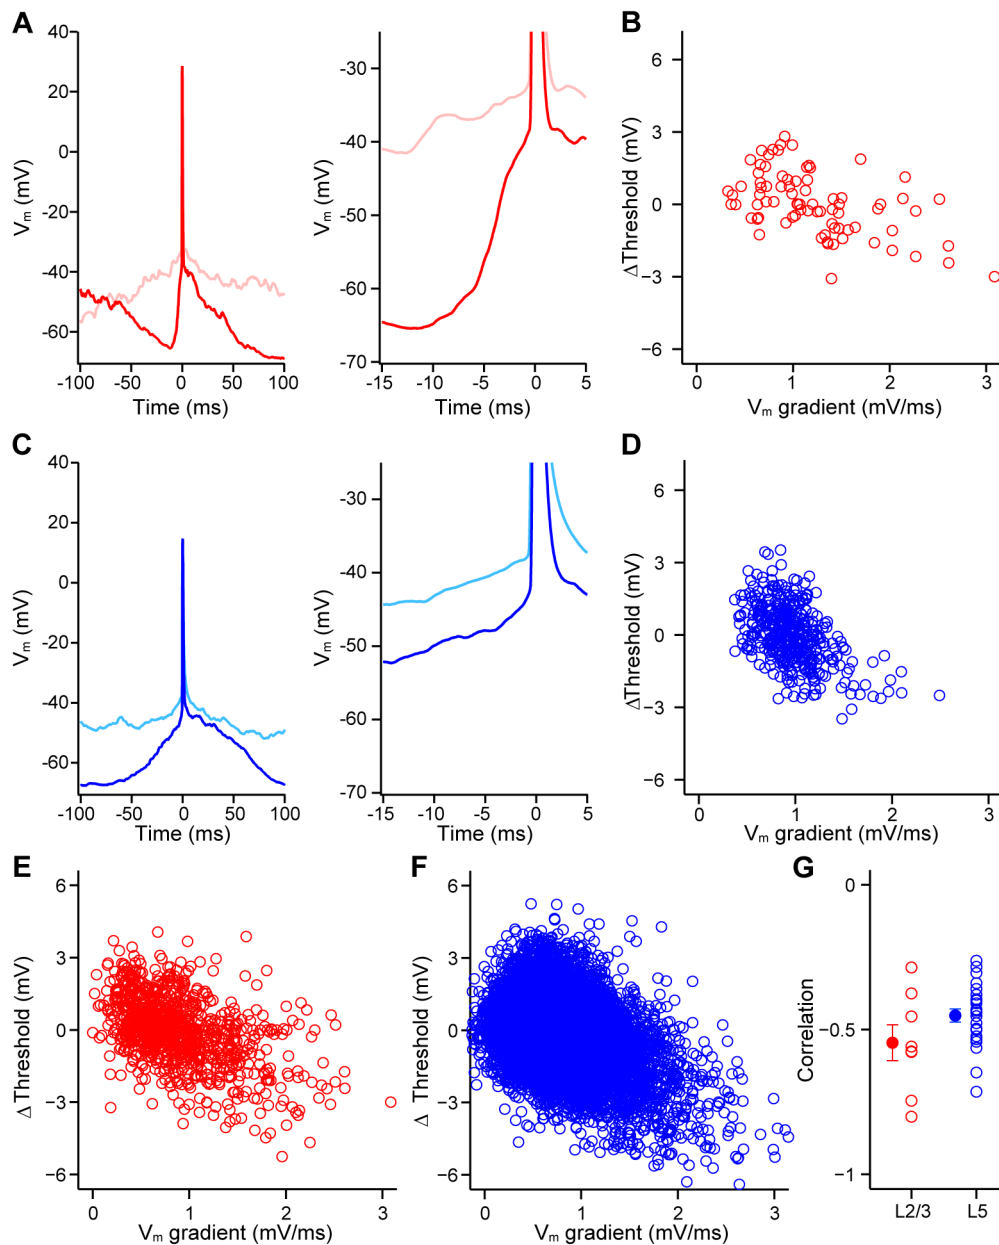 A
40
20
0
-20
-40
-60
Vm (mV)
-100 -50 0 50 100
Time (ms)
-30
-40
-50
-60
-70
Vm (mV)
-15 -10 -5 0 5
Time (ms)
B
6
3
0
−3
−6
ΔThreshold (mV)
0 1 2 3
Vm gradient (mV/ms)
C
40
20
0
-20
-40
-60
Vm (mV)
-100 -50 0 50 100
Time (ms)
-30
-40
-50
-60
-70
Vm (mV)
-15 -10 -5 0 5
Time (ms)
D
6
3
0
−3
−6
ΔThreshold (mV)
0 1 2 3
Vm gradient (mV/ms)
E
6
3
0
−3
−6
Δ Threshold (mV)
0 1 2 3
Vm gradient (mV/ms)
F
6
3
0
−3
−6
Δ Threshold (mV)
0 1 2 3
Vm gradient (mV/ms)
G
0
−0.5
−1
Correlation
L2/3 L5